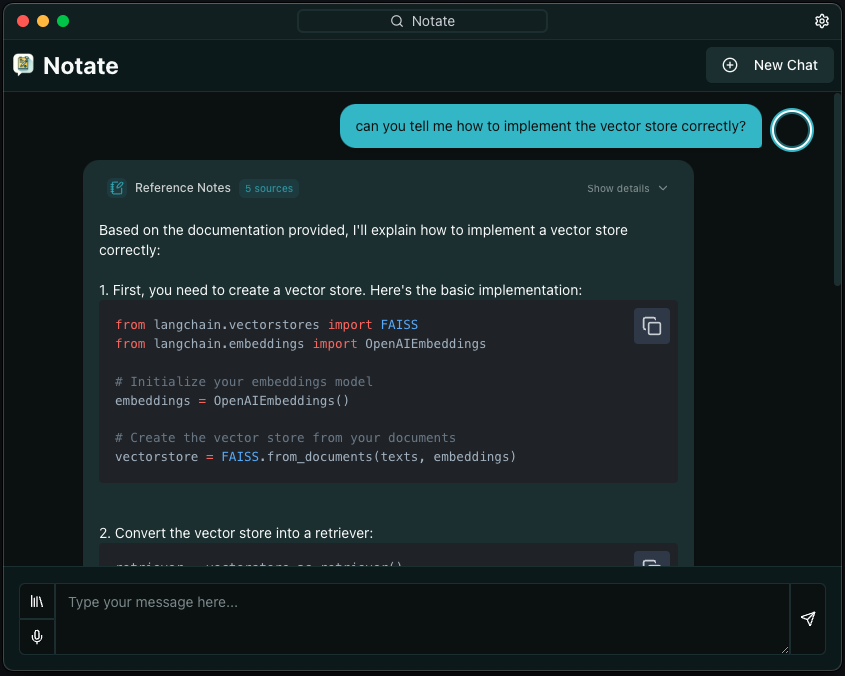 Notate
Notate
New Chat
can you tell me how to implement the vector store correctly?
Reference Notes 5 sources Show details
Based on the documentation provided, I'll explain how to implement a vector store
correctly:
1. First, you need to create a vector store. Here's the basic implementation:
from langchain.vectorstores import FAISS
from langchain.embeddings import OpenAIEmbeddings
# Initialize your embeddings model
embeddings = OpenAIEmbeddings()
# Create the vector store from your documents
vectorstore = FAISS.from_documents(texts, embeddings)
2. Convert the vector store into a retriever:
retriever = vectorstore.as_retriever()
Type your message here...